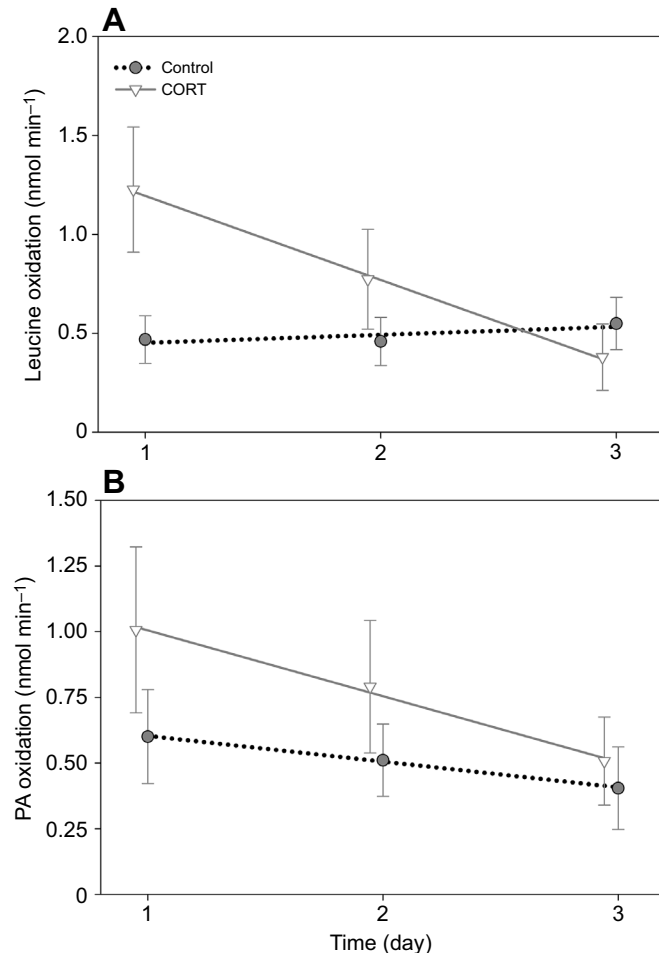 A
2.0
1.5
1.0
0.5
0
Leucine oxidation (nmol min⁻¹)
Control
CORT
1 2 3
B
1.50
1.25
1.00
0.75
0.50
0.25
0
PA oxidation (nmol min⁻¹)
1 2 3
Time (day)